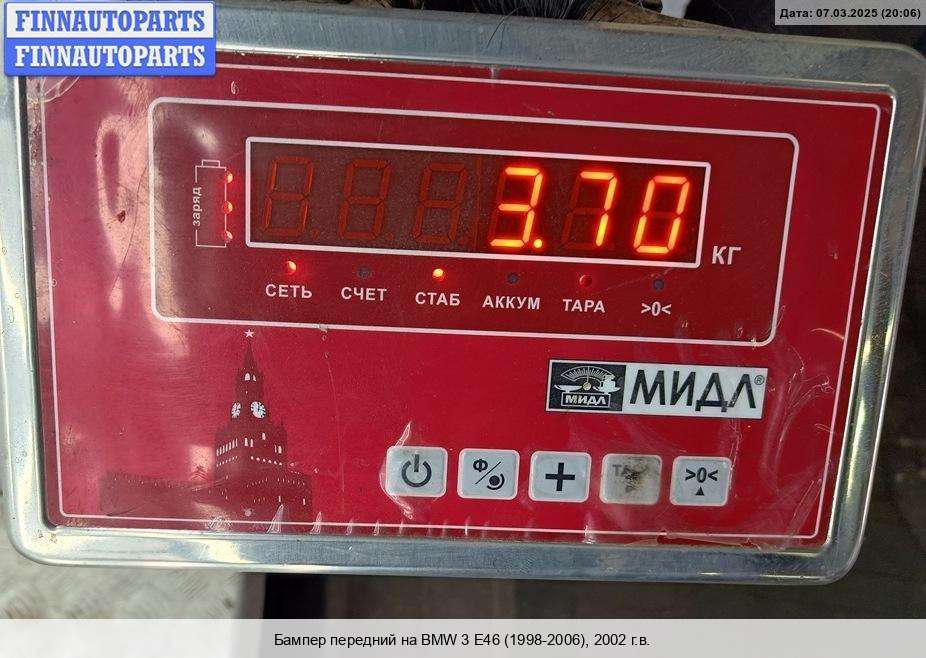 FINNAUTOPARTS
FINNAUTOPARTS
Дата: 07.03.2025 (20:06)
заряд
3.70
КГ
СЕТЬ СЧЕТ СТАБ АККУМ ТАРА >0<
МИДЛ МИДЛ®
Ф + >0<
Бампер передний на BMW 3 E46 (1998-2006), 2002 г.в.